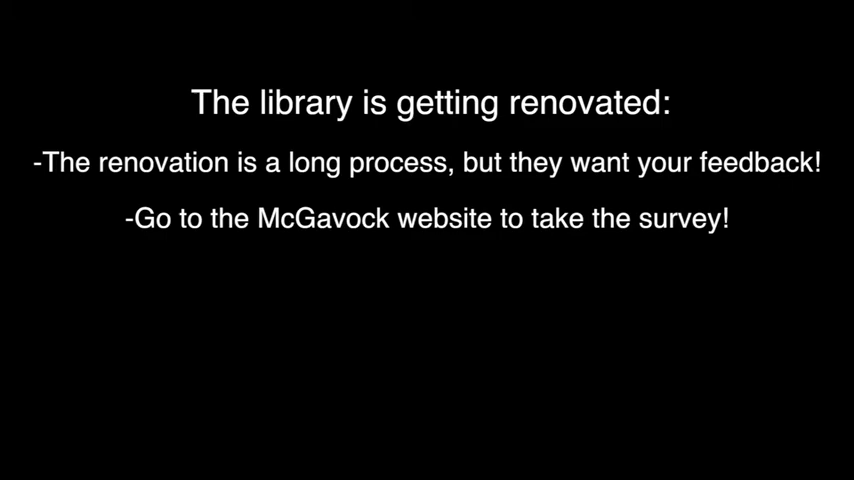 The library is getting renovated:
-The renovation is a long process, but they want your feedback!
-Go to the McGavock website to take the survey!